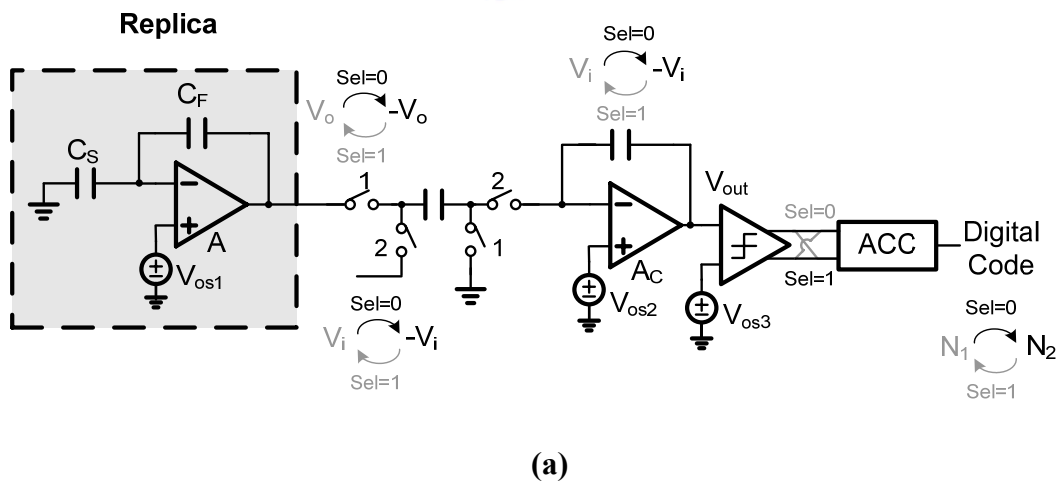 Replica
C_F
C_S
A
V_os1
Sel=0
V_o -V_o
Sel=1
1
2
2
1
Sel=0
V_i -V_i
Sel=1
Sel=0
V_i -V_i
Sel=1
A_C
V_os2
V_out
V_os3
Sel=0
Sel=1
ACC
Digital
Code
Sel=0
N_1 N_2
Sel=1
(a)